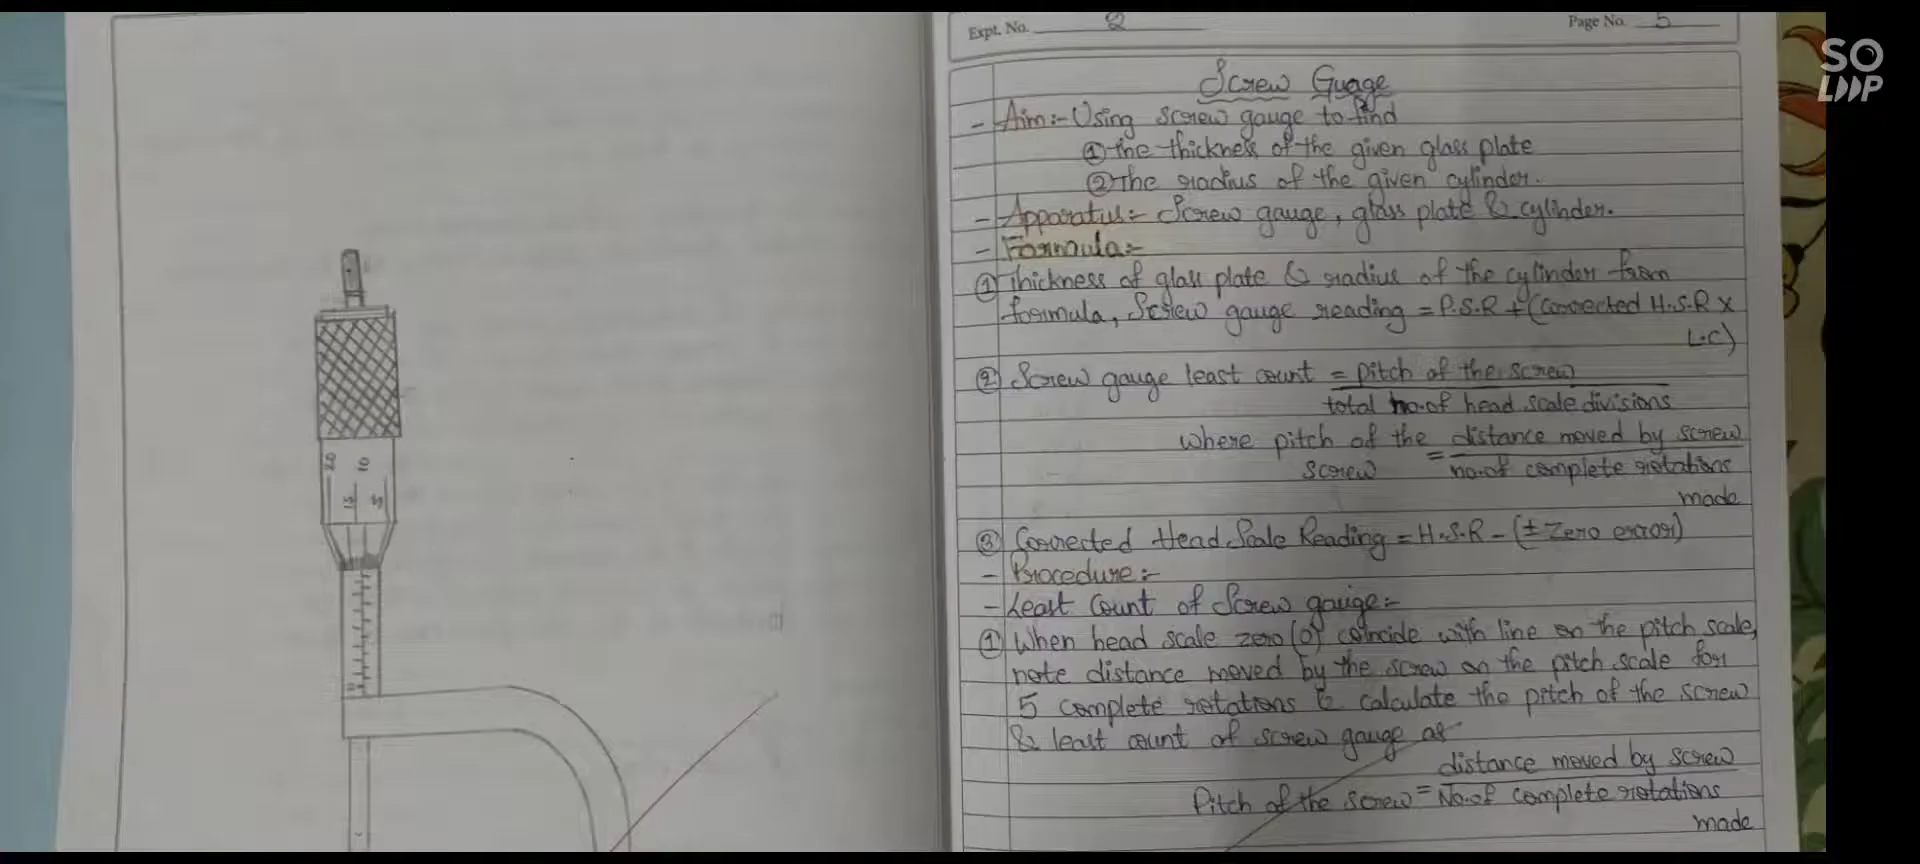 Expt. No. 2
Page No. 5
SO
LOOP
Screw Guage
- Aim:- Using screw gauge to find
① the thickness of the given glass plate
② The radius of the given cylinder.
- Apparatus:- Screw gauge, glass plate & cylinder.
- Formula:-
① Thickness of glass plate & radius of the cylinder from
formula, Screw gauge reading = P.S.R + (Corrected H.S.R x
L.C)
② Screw gauge least count = pitch of the screw
total no.of head scale divisions
where pitch of the = distance moved by screw
screw no.of complete rotations
made
③ Corrected Head Scale Reading = H.S.R - (± Zero error)
- Procedure:-
- Least Count of Screw gauge:-
① When head scale zero (0) coincide with line on the pitch scale,
note distance moved by the screw on the pitch scale for
5 complete rotations & calculate the pitch of the screw
& least count of screw gauge as
distance moved by screw
Pitch of the screw = No.of complete rotations
made
20 10
15 5